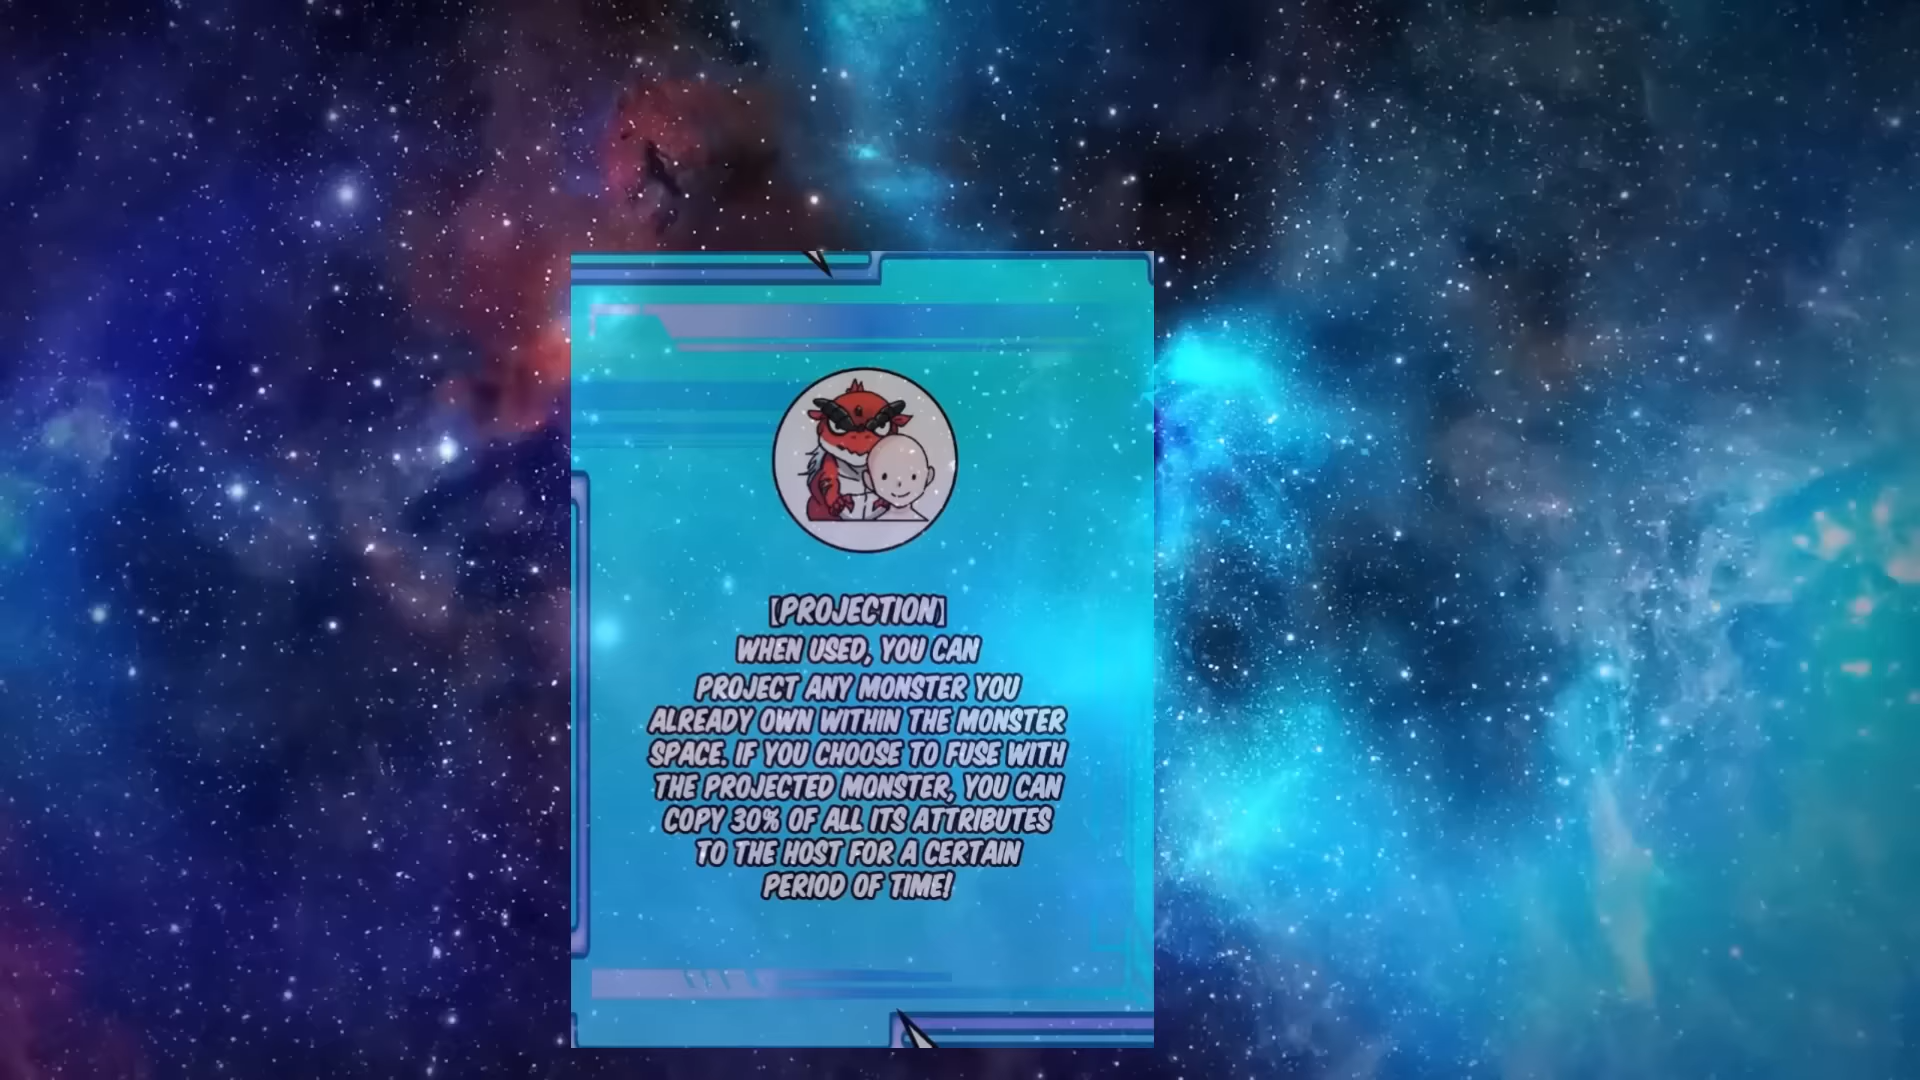 [PROJECTION]
WHEN USED, YOU CAN
PROJECT ANY MONSTER YOU
ALREADY OWN WITHIN THE MONSTER
SPACE. IF YOU CHOOSE TO FUSE WITH
THE PROJECTED MONSTER, YOU CAN
COPY 30% OF ALL ITS ATTRIBUTES
TO THE HOST FOR A CERTAIN
PERIOD OF TIME!